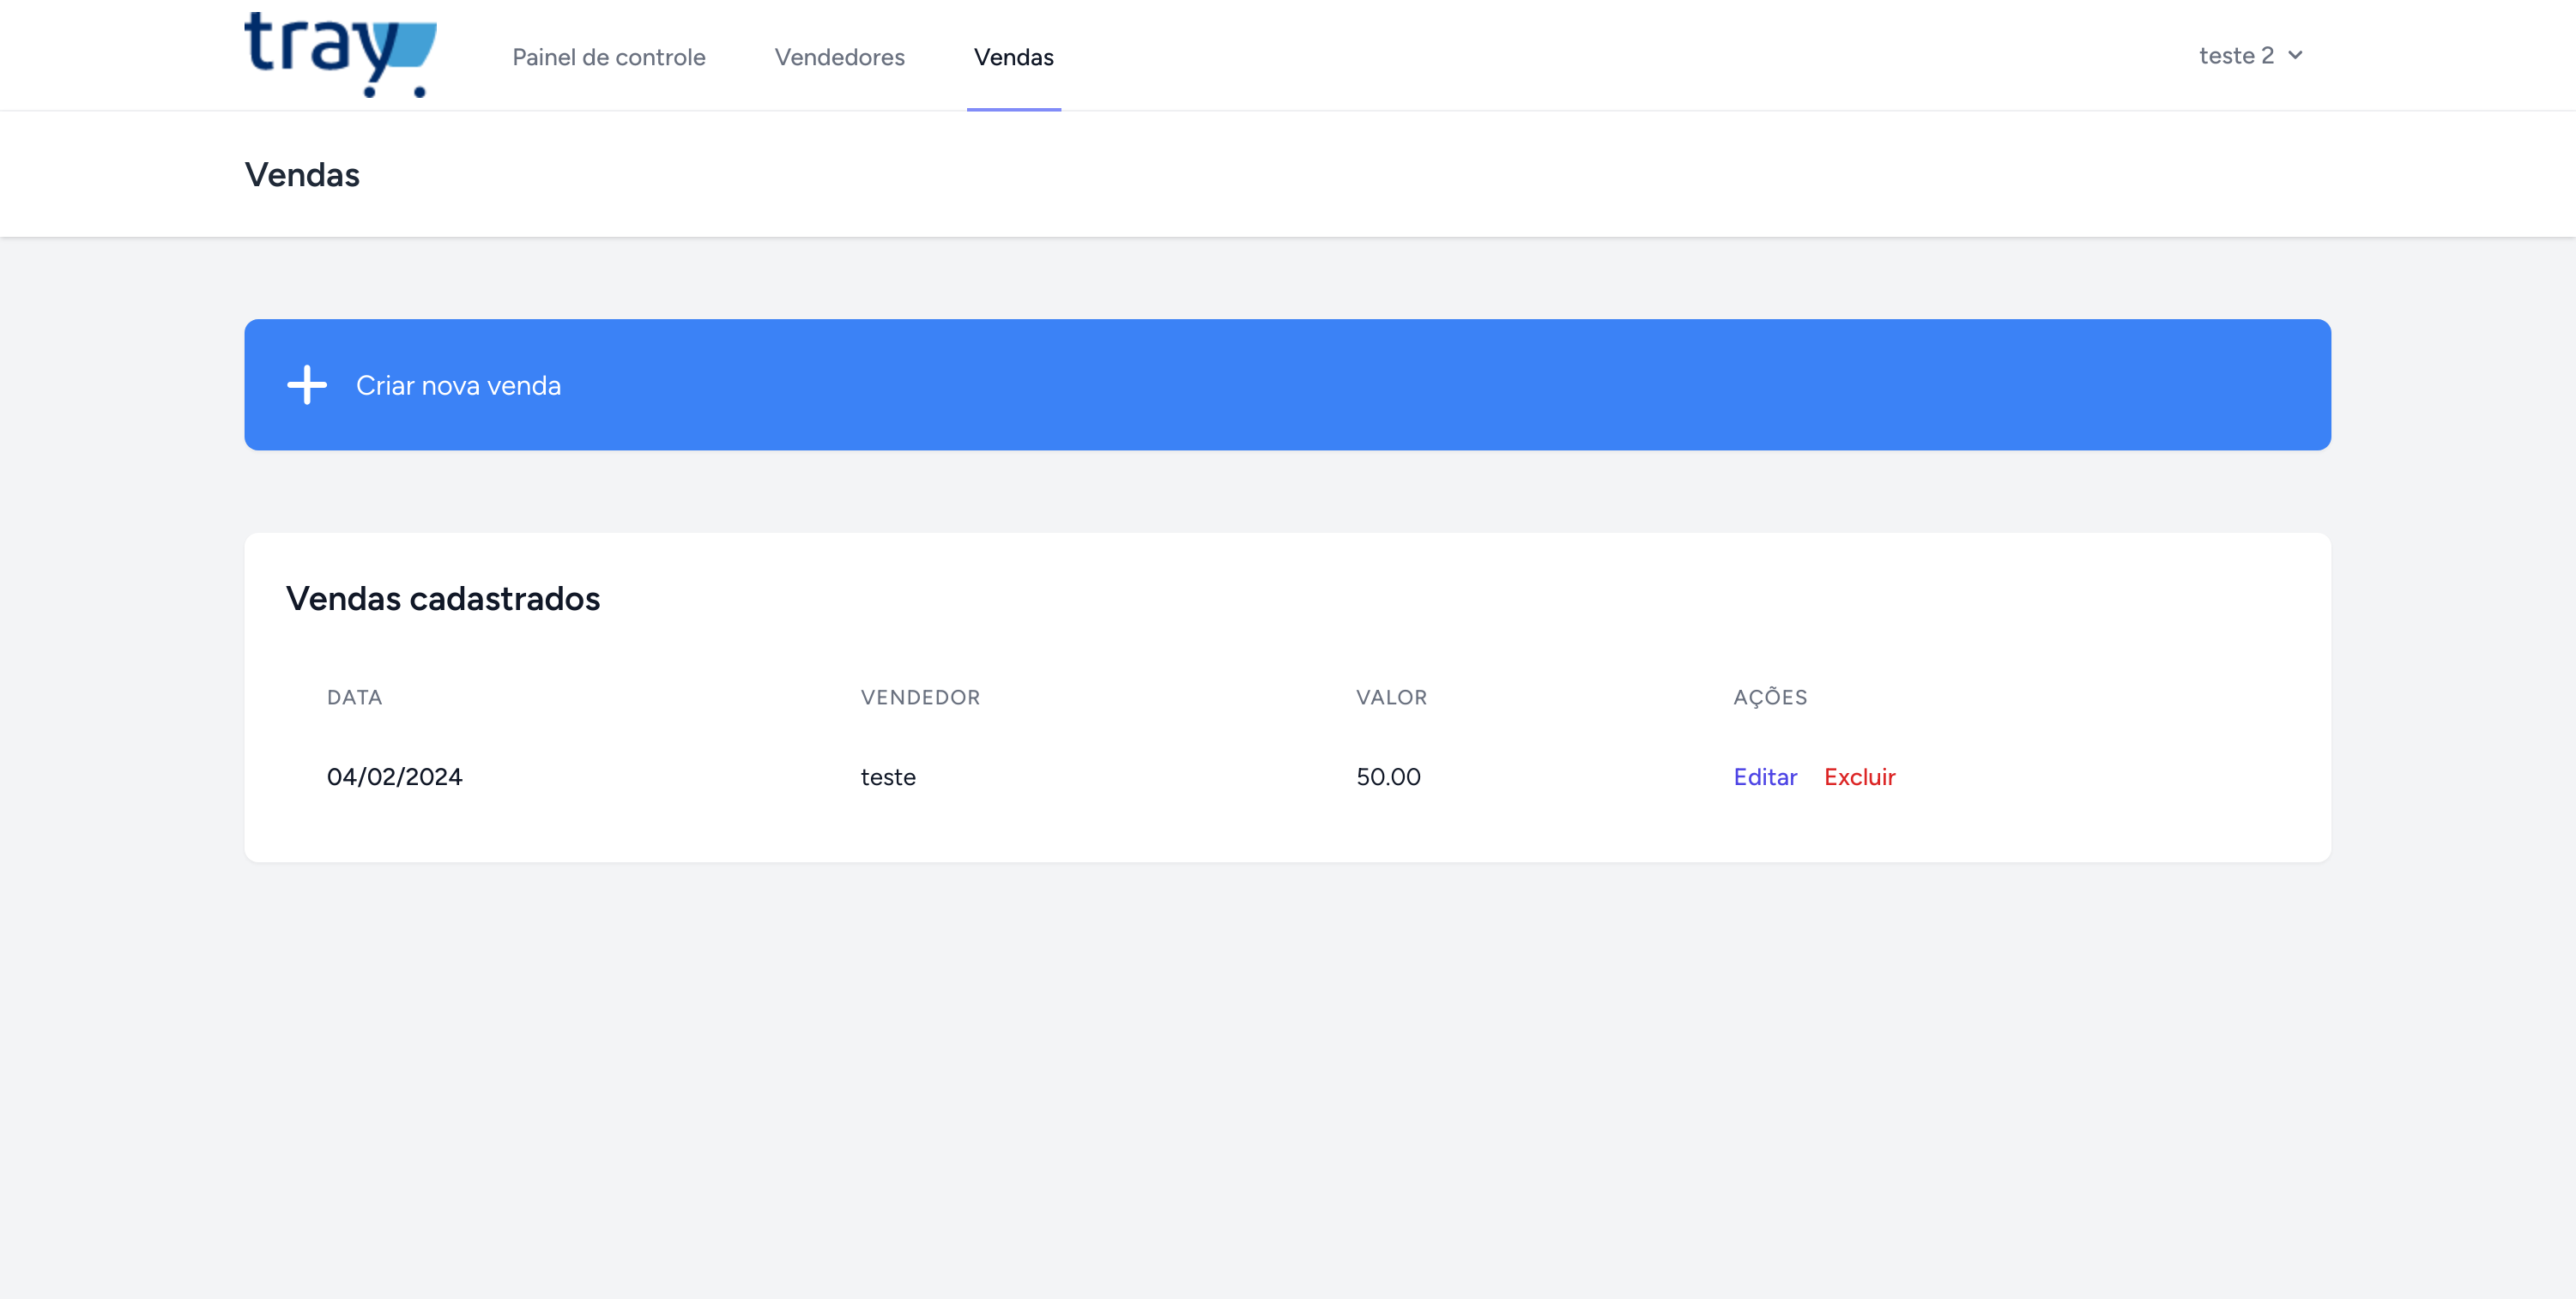 tray Painel de controle Vendedores Vendas teste 2
Vendas
Criar nova venda
Vendas cadastrados
DATA VENDEDOR VALOR AÇÕES
04/02/2024 teste 50.00 Editar Excluir